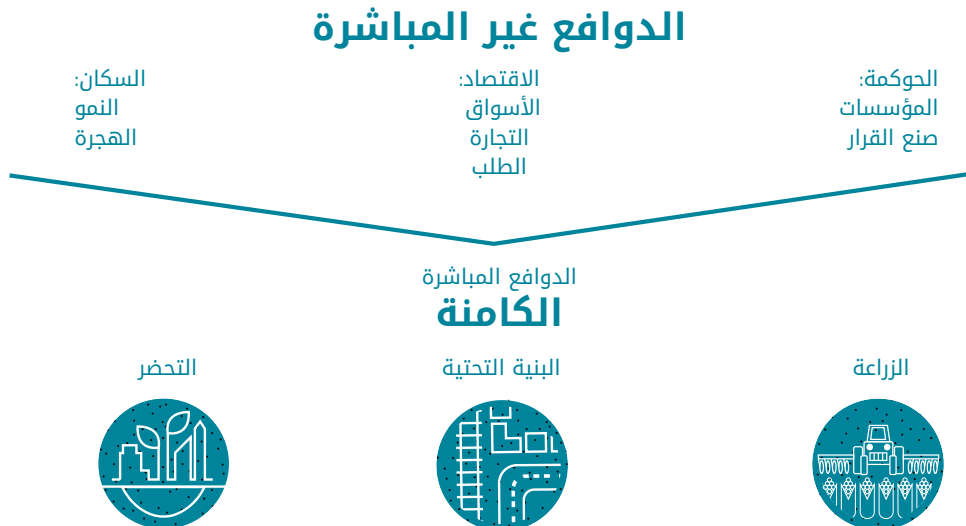 الدوافع غير المباشرة
الحوكمة:
المؤسسات
صنع القرار
الاقتصاد:
الأسواق
التجارة
الطلب
السكان:
النمو
الهجرة
الدوافع المباشرة
الكامنة
الزراعة
البنية التحتية
التحضر